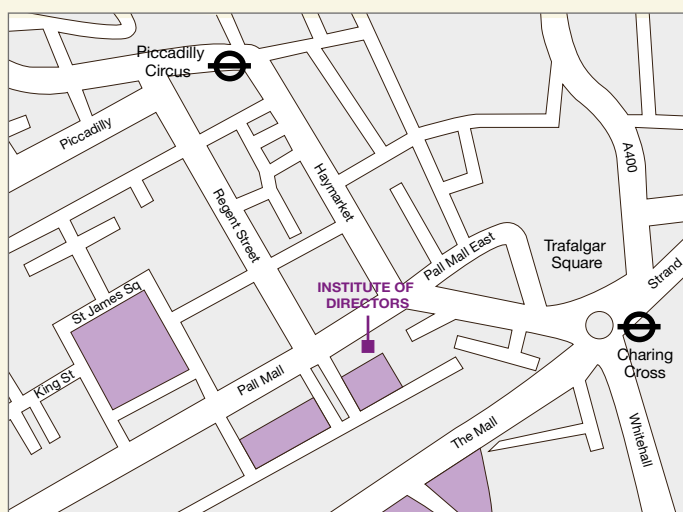 Piccadilly
Circus
Piccadilly
A400
Haymarket
Regent Street
Pall Mall East
Trafalgar
Square
Strand
INSTITUTE OF
DIRECTORS
St James Sq
Charing
Cross
King St
Pall Mall
The Mall
Whitehall